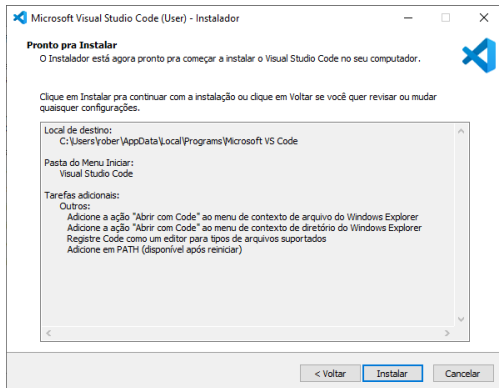 Microsoft Visual Studio Code (User) - Instalador
Pronto pra Instalar
O Instalador está agora pronto pra começar a instalar o Visual Studio Code no seu computador.
Clique em Instalar pra continuar com a instalação ou clique em Voltar se você quer revisar ou mudar
quaisquer configurações.
Local de destino:
C:\Users\rober\AppData\Local\Programs\Microsoft VS Code
Pasta do Menu Iniciar:
Visual Studio Code
Tarefas adicionais:
Outros:
Adicione a ação "Abrir com Code" ao menu de contexto de arquivo do Windows Explorer
Adicione a ação "Abrir com Code" ao menu de contexto de diretório do Windows Explorer
Registre Code como um editor para tipos de arquivos suportados
Adicione em PATH (disponível após reiniciar)
< Voltar
Instalar
Cancelar